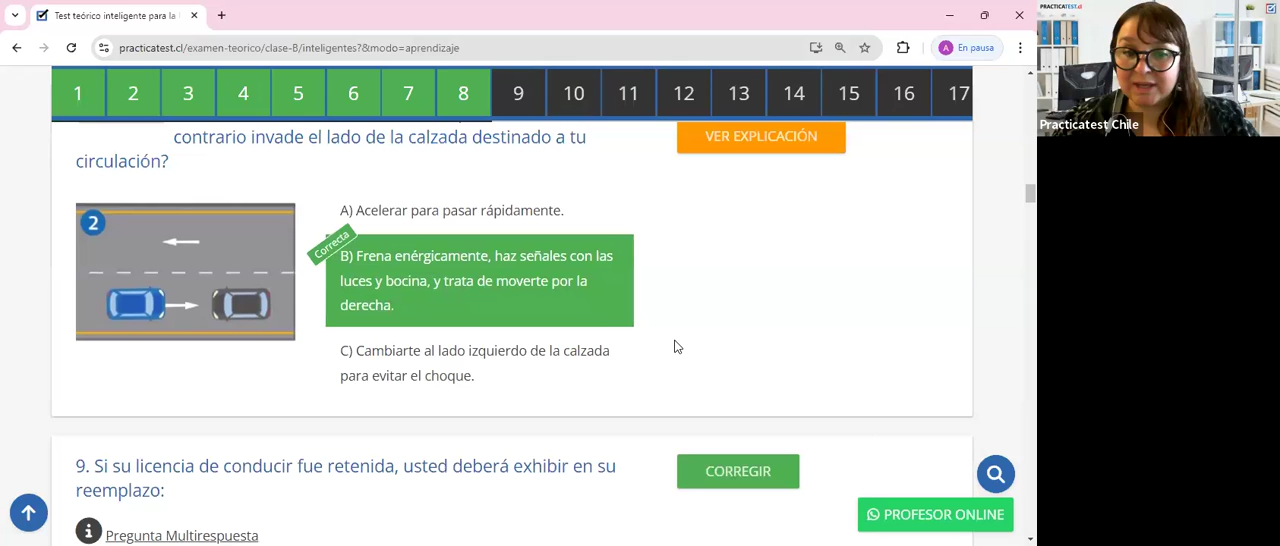 Test teórico inteligente para la
practicatest.cl/examen-teorico/clase-B/inteligentes?&modo=aprendizaje
A
En pausa
PRACTICATEST.cl
Practicatest Chile
1 2 3 4 5 6 7 8 9 10 11 12 13 14 15 16 17
contrario invade el lado de la calzada destinado a tu
circulación?
VER EXPLICACIÓN
2
A) Acelerar para pasar rápidamente.
Correcta
B) Frena enérgicamente, haz señales con las
luces y bocina, y trata de moverte por la
derecha.
C) Cambiarte al lado izquierdo de la calzada
para evitar el choque.
9. Si su licencia de conducir fue retenida, usted deberá exhibir en su
reemplazo:
CORREGIR
i
Pregunta Multirespuesta
PROFESOR ONLINE